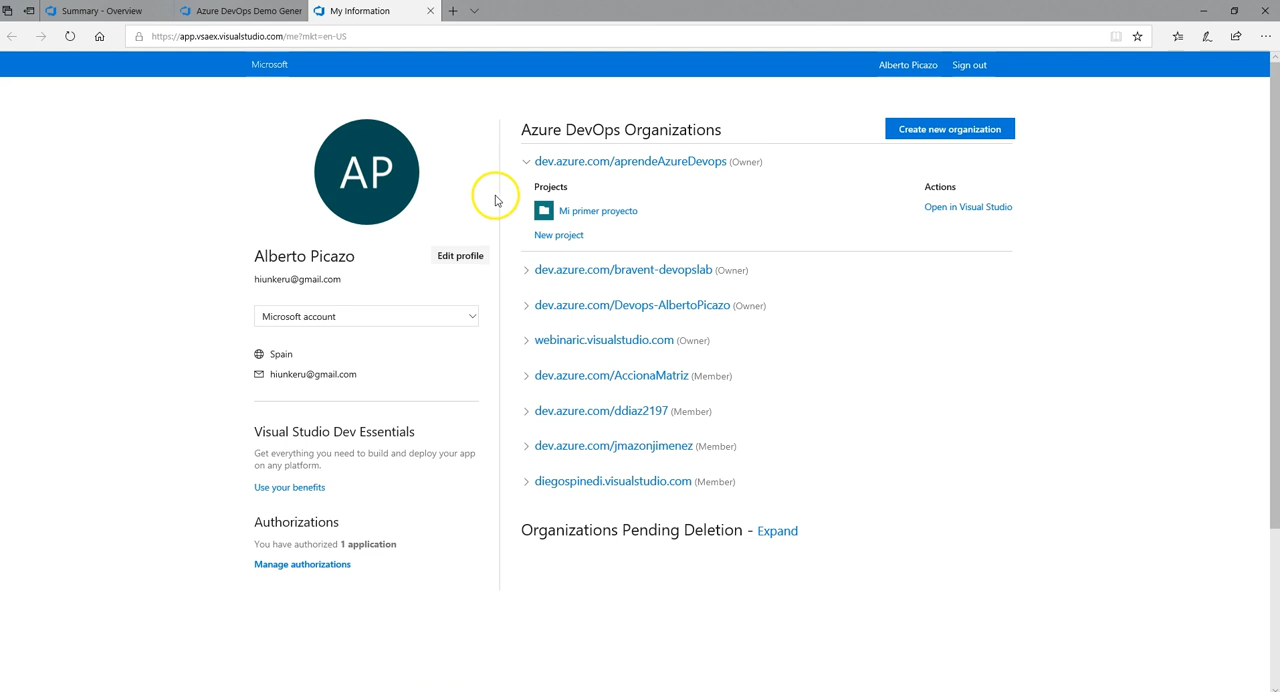 Summary - Overview
Azure DevOps Demo Gener
My Information
https://app.vsaex.visualstudio.com/me?mkt=en-US
Microsoft
Alberto Picazo
Sign out
AP
Alberto Picazo
Edit profile
hiunkeru@gmail.com
Microsoft account
Spain
hiunkeru@gmail.com
Visual Studio Dev Essentials
Get everything you need to build and deploy your app
on any platform.
Use your benefits
Authorizations
You have authorized 1 application
Manage authorizations
Azure DevOps Organizations
Create new organization
dev.azure.com/aprendeAzureDevops (Owner)
Projects
Actions
Mi primer proyecto
Open in Visual Studio
New project
dev.azure.com/bravent-devopslab (Owner)
dev.azure.com/Devops-AlbertoPicazo (Owner)
webinaric.visualstudio.com (Owner)
dev.azure.com/AccionaMatriz (Member)
dev.azure.com/ddiaz2197 (Member)
dev.azure.com/jmazonjimenez (Member)
diegospinedi.visualstudio.com (Member)
Organizations Pending Deletion - Expand